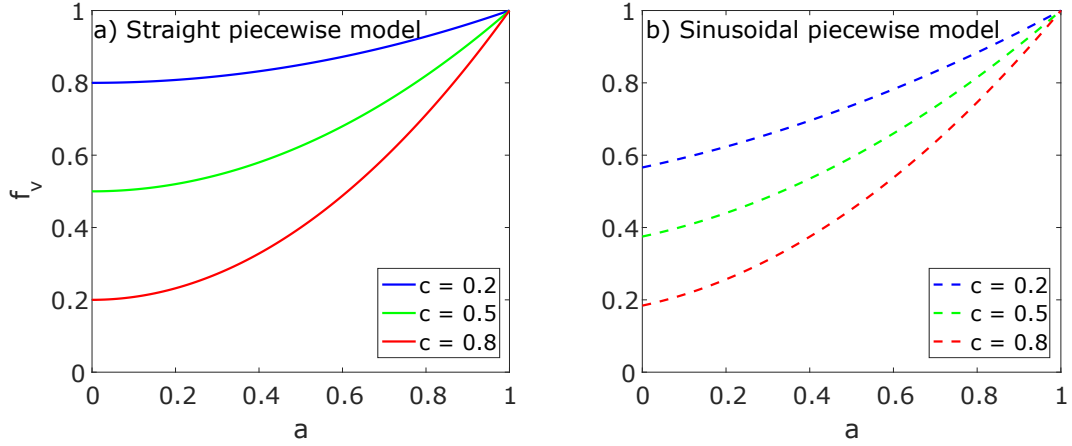 a) Straight piecewise model
1
0.8
0.6
0.4
0.2
0
f_v
0 0.2 0.4 0.6 0.8 1
a
c = 0.2
c = 0.5
c = 0.8
b) Sinusoidal piecewise model
1
0.8
0.6
0.4
0.2
0
0 0.2 0.4 0.6 0.8 1
a
c = 0.2
c = 0.5
c = 0.8